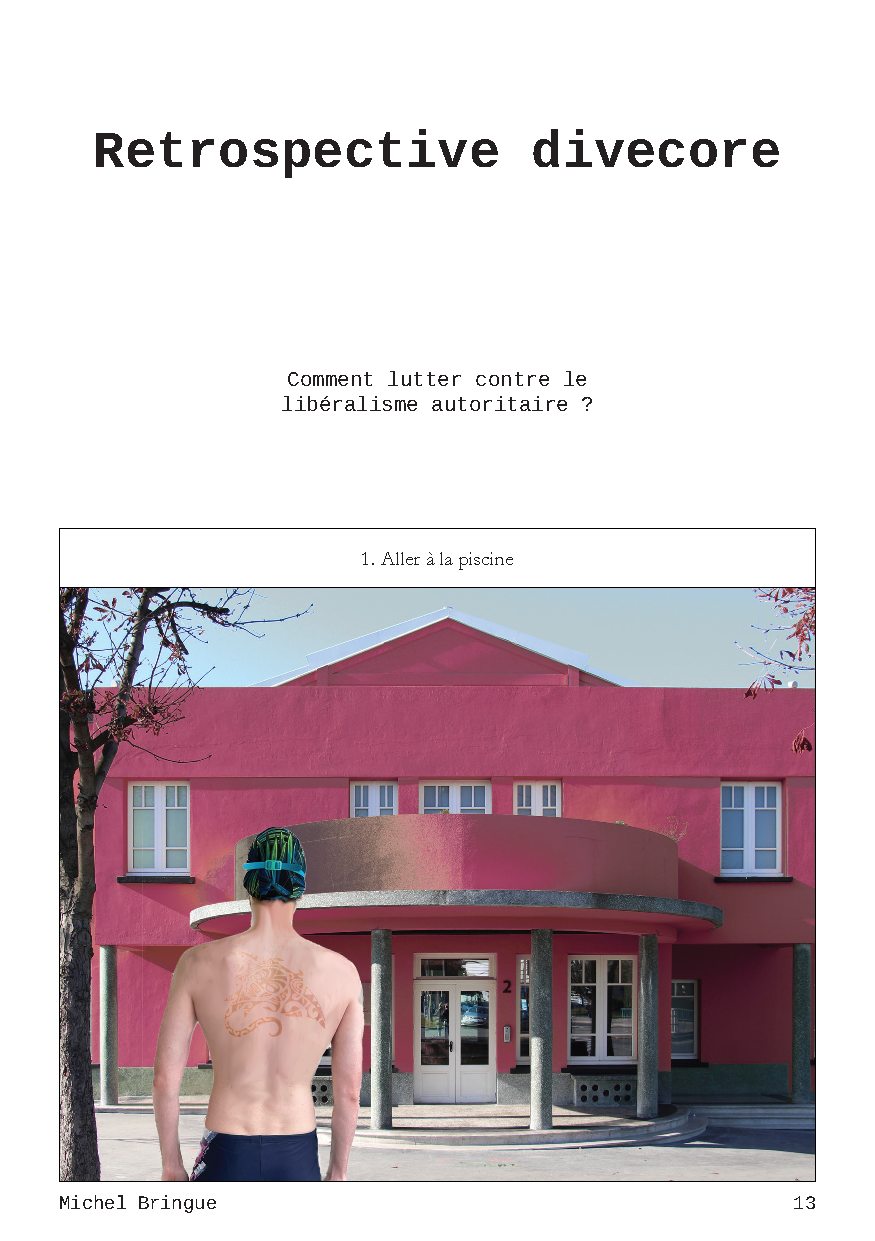 Retrospective divecore
Comment lutter contre le
libéralisme autoritaire ?
1. Aller à la piscine
2
Michel Bringue
13